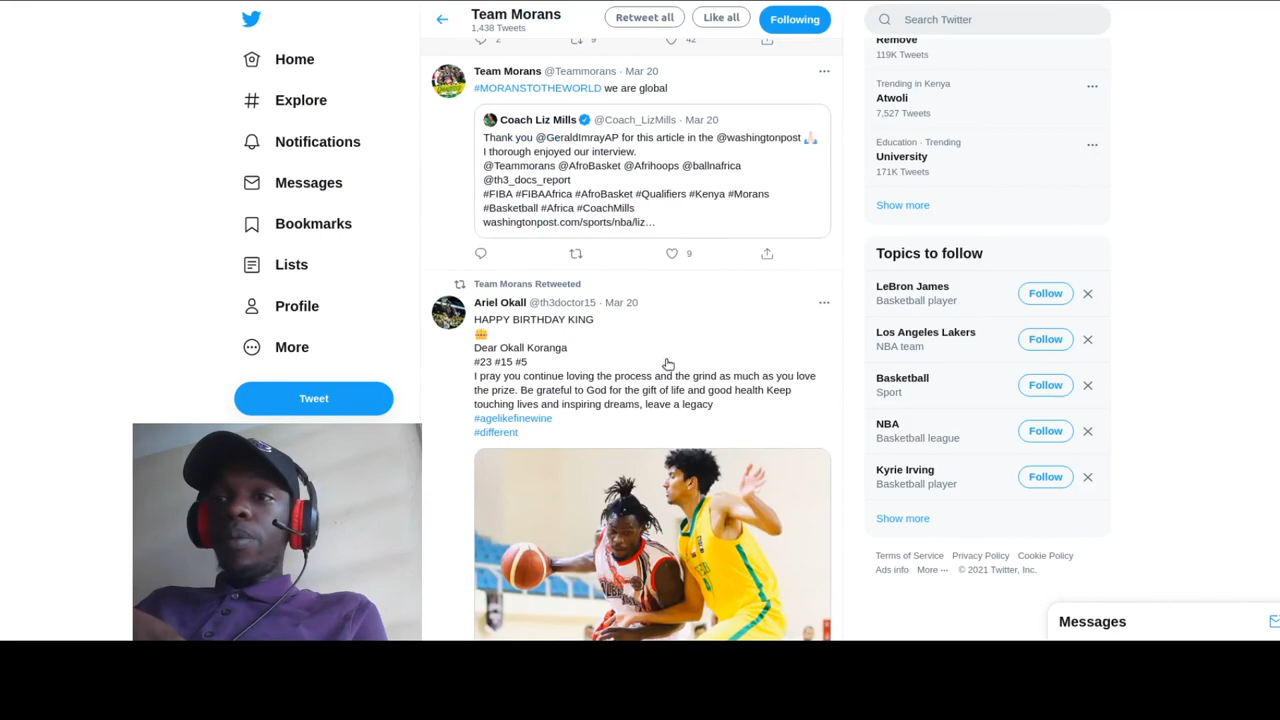 Home
Explore
Notifications
Messages
Bookmarks
Lists
Profile
More
Tweet
Team Morans
1,438 Tweets
Retweet all
Like all
Following
2
9
42
Team Morans @Teammorans · Mar 20
#MORANSTOTHEWORLD we are global
Coach Liz Mills @Coach_LizMills · Mar 20
Thank you @GeraldImrayAP for this article in the @washingtonpost 🙏🏻
I thorough enjoyed our interview.
@Teammorans @AfroBasket @Afrihoops @ballnafrica
@th3_docs_report
#FIBA #FIBAAfrica #AfroBasket #Qualifiers #Kenya #Morans
#Basketball #Africa #CoachMills
washingtonpost.com/sports/nba/liz…
9
Team Morans Retweeted
Ariel Okall @th3doctor15 · Mar 20
HAPPY BIRTHDAY KING
Dear Okall Koranga
#23 #15 #5
I pray you continue loving the process and the grind as much as you love
the prize. Be grateful to God for the gift of life and good health Keep
touching lives and inspiring dreams, leave a legacy
#agelikefinewine
#different
Search Twitter
Remove
119K Tweets
Trending in Kenya
Atwoli
7,527 Tweets
Education · Trending
University
171K Tweets
Show more
Topics to follow
LeBron James
Basketball player
Follow
Los Angeles Lakers
NBA team
Follow
Basketball
Sport
Follow
NBA
Basketball league
Follow
Kyrie Irving
Basketball player
Follow
Show more
Terms of Service Privacy Policy Cookie Policy
Ads info More ··· © 2021 Twitter, Inc.
Messages